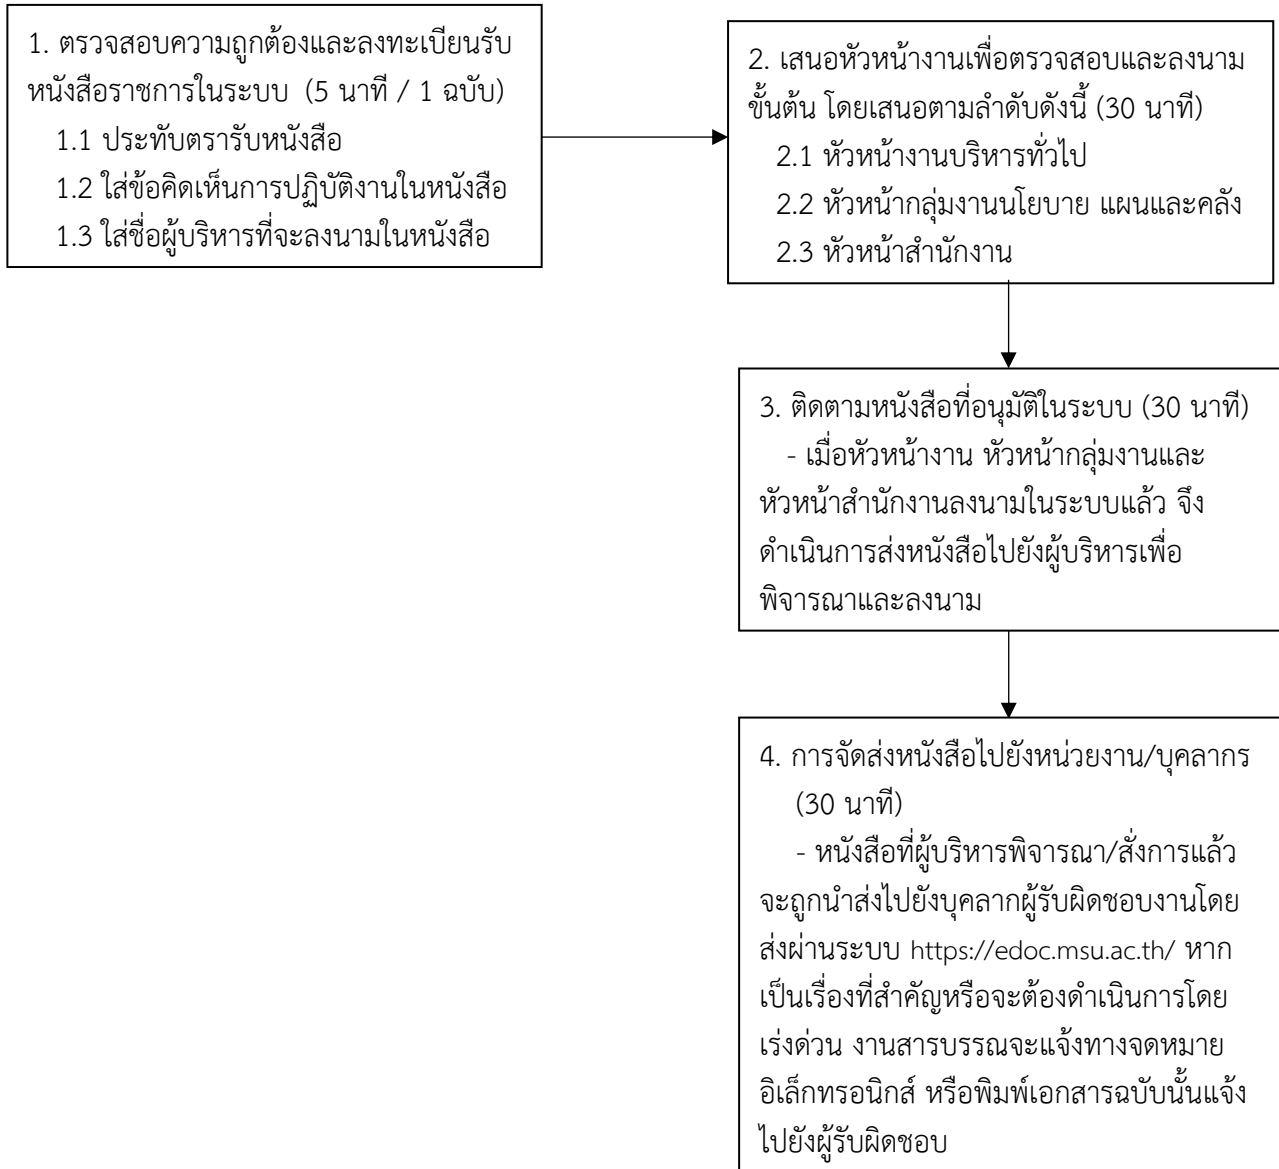 1. ตรวจสอบความถูกต้องและลงทะเบียนรับ
หนังสือราชการในระบบ (5 นาที / 1 ฉบับ)
1.1 ประทับตรารับหนังสือ
1.2 ใส่ข้อคิดเห็นการปฏิบัติงานในหนังสือ
1.3 ใส่ชื่อผู้บริหารที่จะลงนามในหนังสือ
2. เสนอหัวหน้างานเพื่อตรวจสอบและลงนาม
ขั้นต้น โดยเสนอตามลำดับดังนี้ (30 นาที)
2.1 หัวหน้างานบริหารทั่วไป
2.2 หัวหน้ากลุ่มงานนโยบาย แผนและคลัง
2.3 หัวหน้าสำนักงาน
3. ติดตามหนังสือที่อนุมัติในระบบ (30 นาที)
- เมื่อหัวหน้างาน หัวหน้ากลุ่มงานและ
หัวหน้าสำนักงานลงนามในระบบแล้ว จึง
ดำเนินการส่งหนังสือไปยังผู้บริหารเพื่อ
พิจารณาและลงนาม
4. การจัดส่งหนังสือไปยังหน่วยงาน/บุคลากร
(30 นาที)
- หนังสือที่ผู้บริหารพิจารณา/สั่งการแล้ว
จะถูกนำส่งไปยังบุคลากผู้รับผิดชอบงานโดย
ส่งผ่านระบบ https://edoc.msu.ac.th/ หาก
เป็นเรื่องที่สำคัญหรือจะต้องดำเนินการโดย
เร่งด่วน งานสารบรรณจะแจ้งทางจดหมาย
อิเล็กทรอนิกส์ หรือพิมพ์เอกสารฉบับนั้นแจ้ง
ไปยังผู้รับผิดชอบ